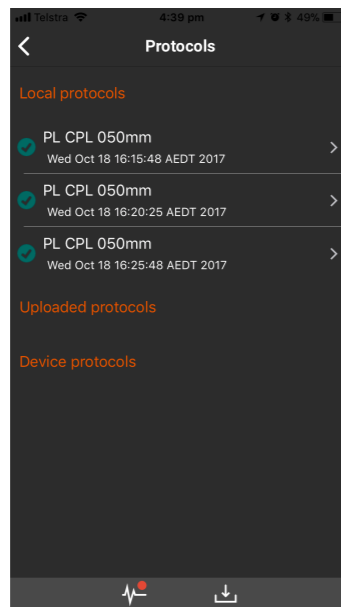 Telstra 4:39 pm 49%
Protocols
Local protocols
PL CPL 050mm
Wed Oct 18 16:15:48 AEDT 2017
PL CPL 050mm
Wed Oct 18 16:20:25 AEDT 2017
PL CPL 050mm
Wed Oct 18 16:25:48 AEDT 2017
Uploaded protocols
Device protocols